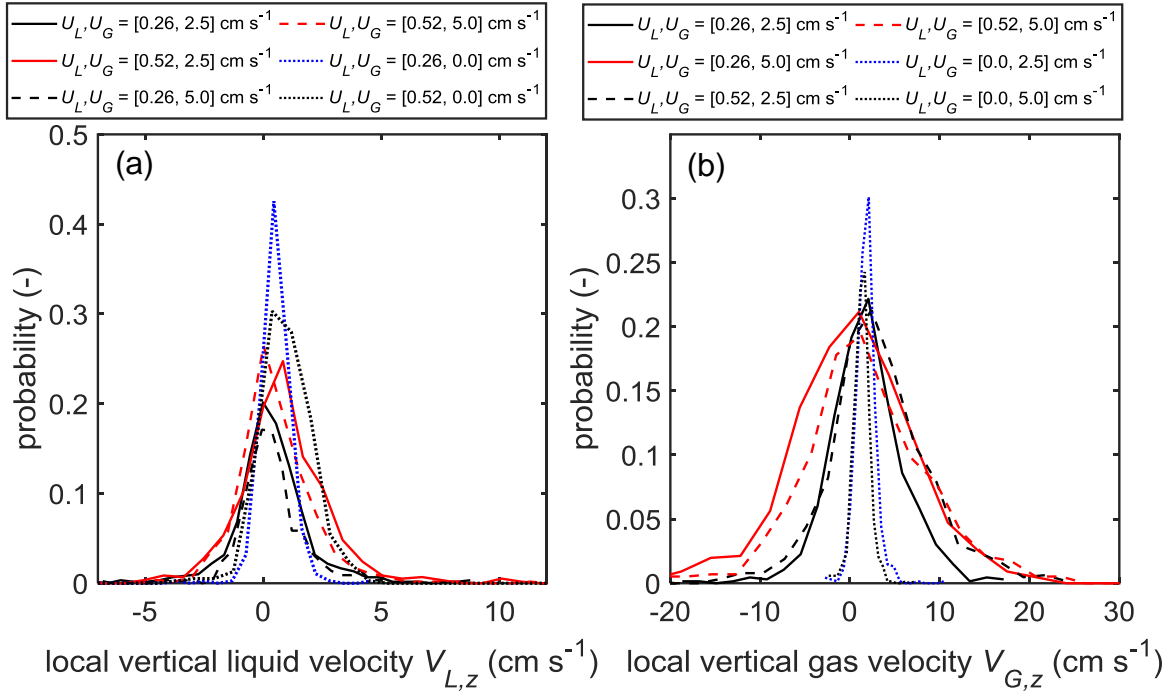 U_L,U_G = [0.26, 2.5] cm s⁻¹ U_L,U_G = [0.52, 5.0] cm s⁻¹
U_L,U_G = [0.52, 2.5] cm s⁻¹ U_L,U_G = [0.26, 0.0] cm s⁻¹
U_L,U_G = [0.26, 5.0] cm s⁻¹ U_L,U_G = [0.52, 0.0] cm s⁻¹
(a)
probability (-)
0.5
0.4
0.3
0.2
0.1
0
-5 0 5 10
local vertical liquid velocity V_L,z (cm s⁻¹)
U_L,U_G = [0.26, 2.5] cm s⁻¹ U_L,U_G = [0.52, 5.0] cm s⁻¹
U_L,U_G = [0.26, 5.0] cm s⁻¹ U_L,U_G = [0.0, 2.5] cm s⁻¹
U_L,U_G = [0.52, 2.5] cm s⁻¹ U_L,U_G = [0.0, 5.0] cm s⁻¹
(b)
probability (-)
0.3
0.25
0.2
0.15
0.1
0.05
0
-20 -10 0 10 20 30
local vertical gas velocity V_G,z (cm s⁻¹)